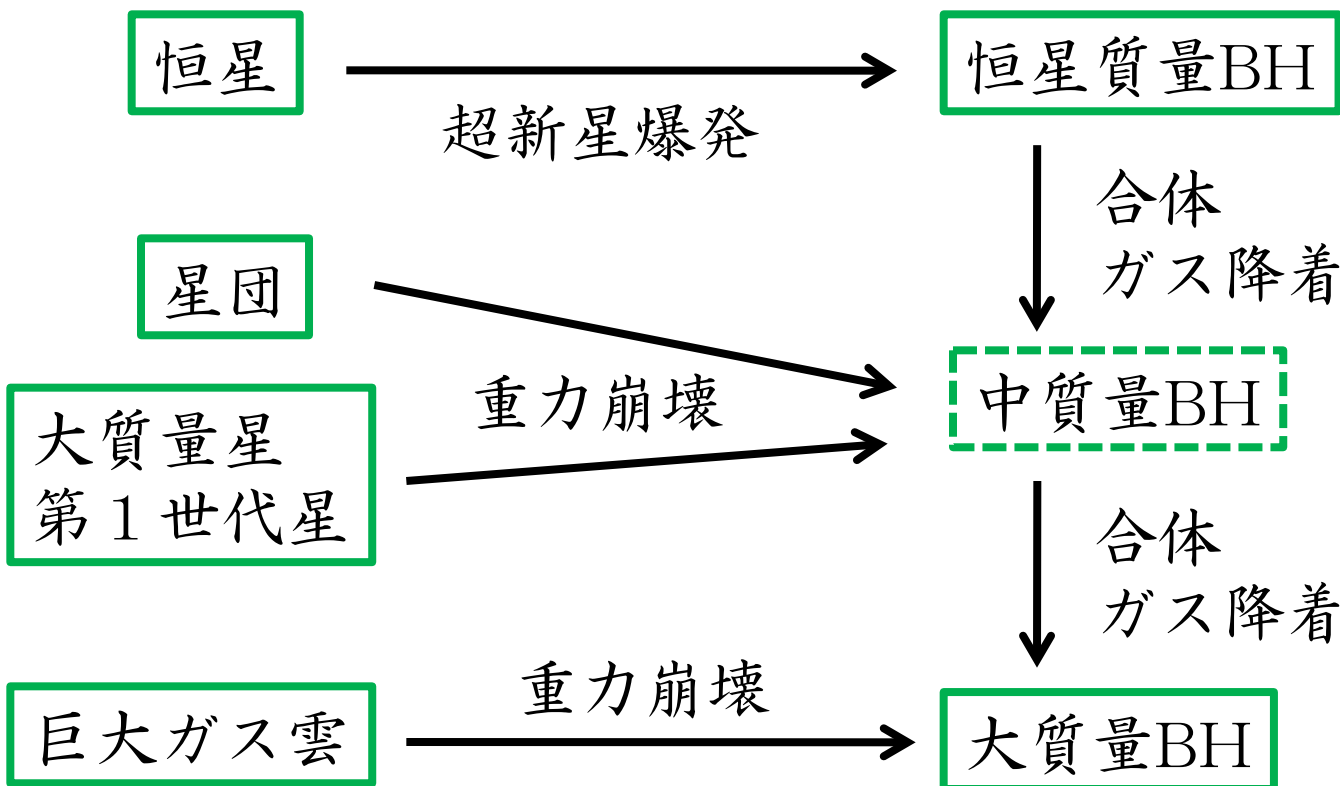 恒星
恒星質量BH
超新星爆発
合体
ガス降着
星団
重力崩壊
中質量BH
大質量星
第１世代星
合体
ガス降着
重力崩壊
巨大ガス雲
大質量BH